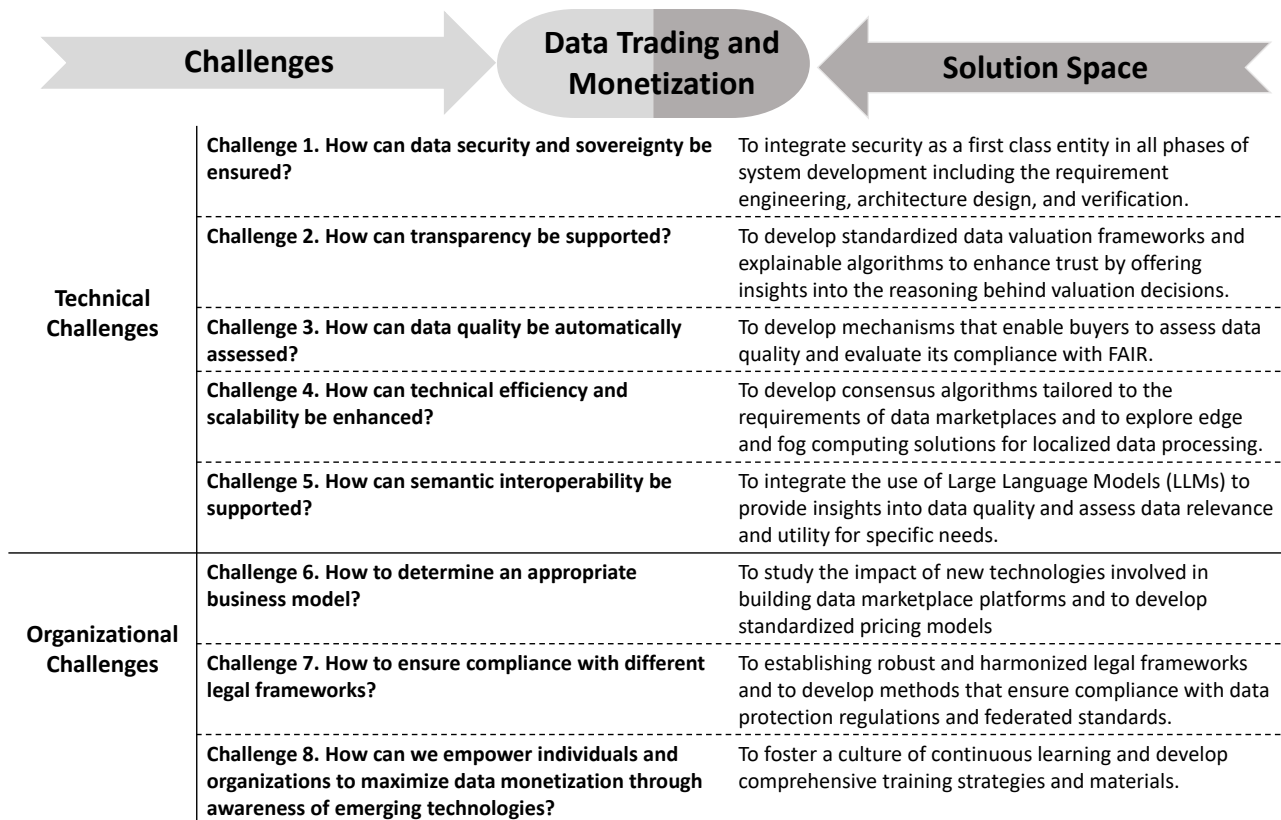 Challenges
Data Trading and
Monetization
Solution Space
Technical
Challenges
Challenge 1. How can data security and sovereignty be
ensured?
To integrate security as a first class entity in all phases of
system development including the requirement
engineering, architecture design, and verification.
Challenge 2. How can transparency be supported?
To develop standardized data valuation frameworks and
explainable algorithms to enhance trust by offering
insights into the reasoning behind valuation decisions.
Challenge 3. How can data quality be automatically
assessed?
To develop mechanisms that enable buyers to assess data
quality and evaluate its compliance with FAIR.
Challenge 4. How can technical efficiency and
scalability be enhanced?
To develop consensus algorithms tailored to the
requirements of data marketplaces and to explore edge
and fog computing solutions for localized data processing.
Challenge 5. How can semantic interoperability be
supported?
To integrate the use of Large Language Models (LLMs) to
provide insights into data quality and assess data relevance
and utility for specific needs.
Organizational
Challenges
Challenge 6. How to determine an appropriate
business model?
To study the impact of new technologies involved in
building data marketplace platforms and to develop
standardized pricing models
Challenge 7. How to ensure compliance with different
legal frameworks?
To establishing robust and harmonized legal frameworks
and to develop methods that ensure compliance with data
protection regulations and federated standards.
Challenge 8. How can we empower individuals and
organizations to maximize data monetization through
awareness of emerging technologies?
To foster a culture of continuous learning and develop
comprehensive training strategies and materials.